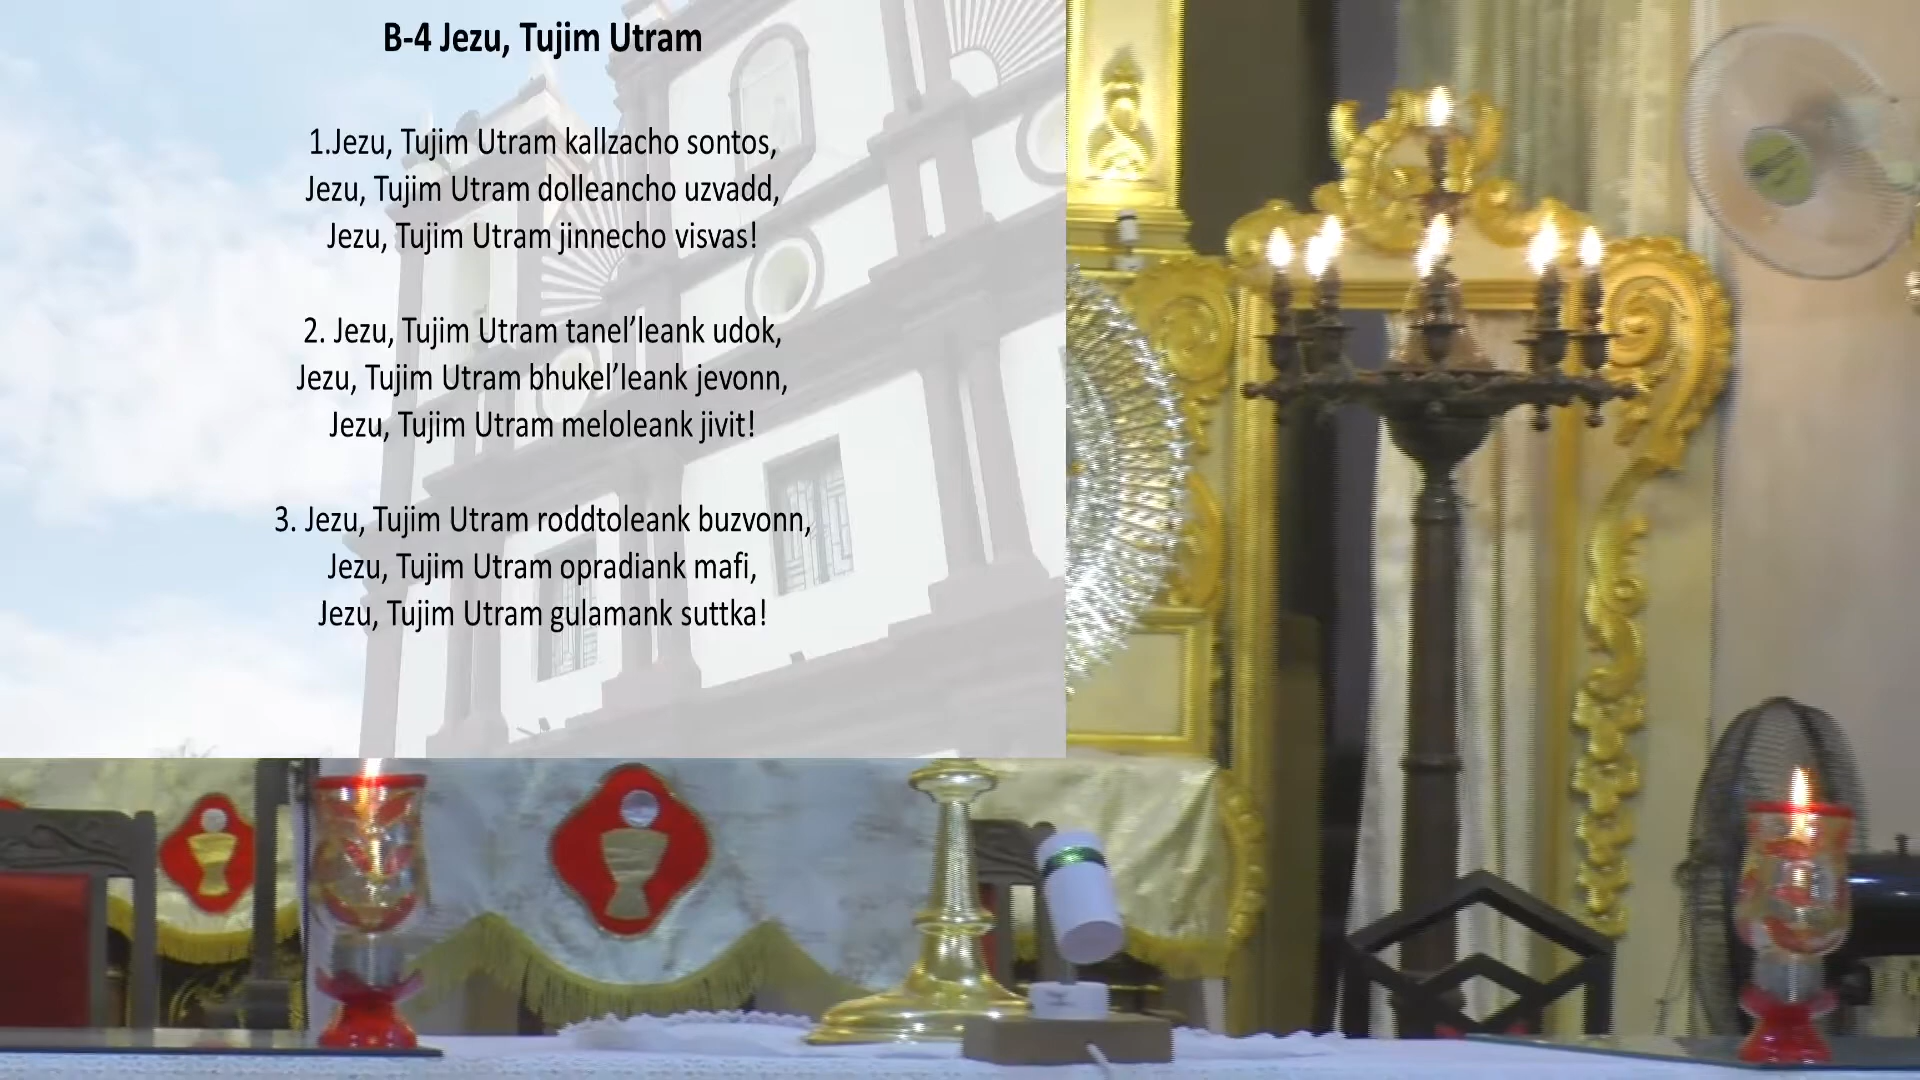 B-4 Jezu, Tujim Utram
1.Jezu, Tujim Utram kallzacho sontos,
Jezu, Tujim Utram dolleancho uzvadd,
Jezu, Tujim Utram jinnecho visvas!
2. Jezu, Tujim Utram tanel’leank udok,
Jezu, Tujim Utram bhukel’leank jevonn,
Jezu, Tujim Utram meloleank jivit!
3. Jezu, Tujim Utram roddtoleank buzvonn,
Jezu, Tujim Utram opradiank mafi,
Jezu, Tujim Utram gulamank suttka!